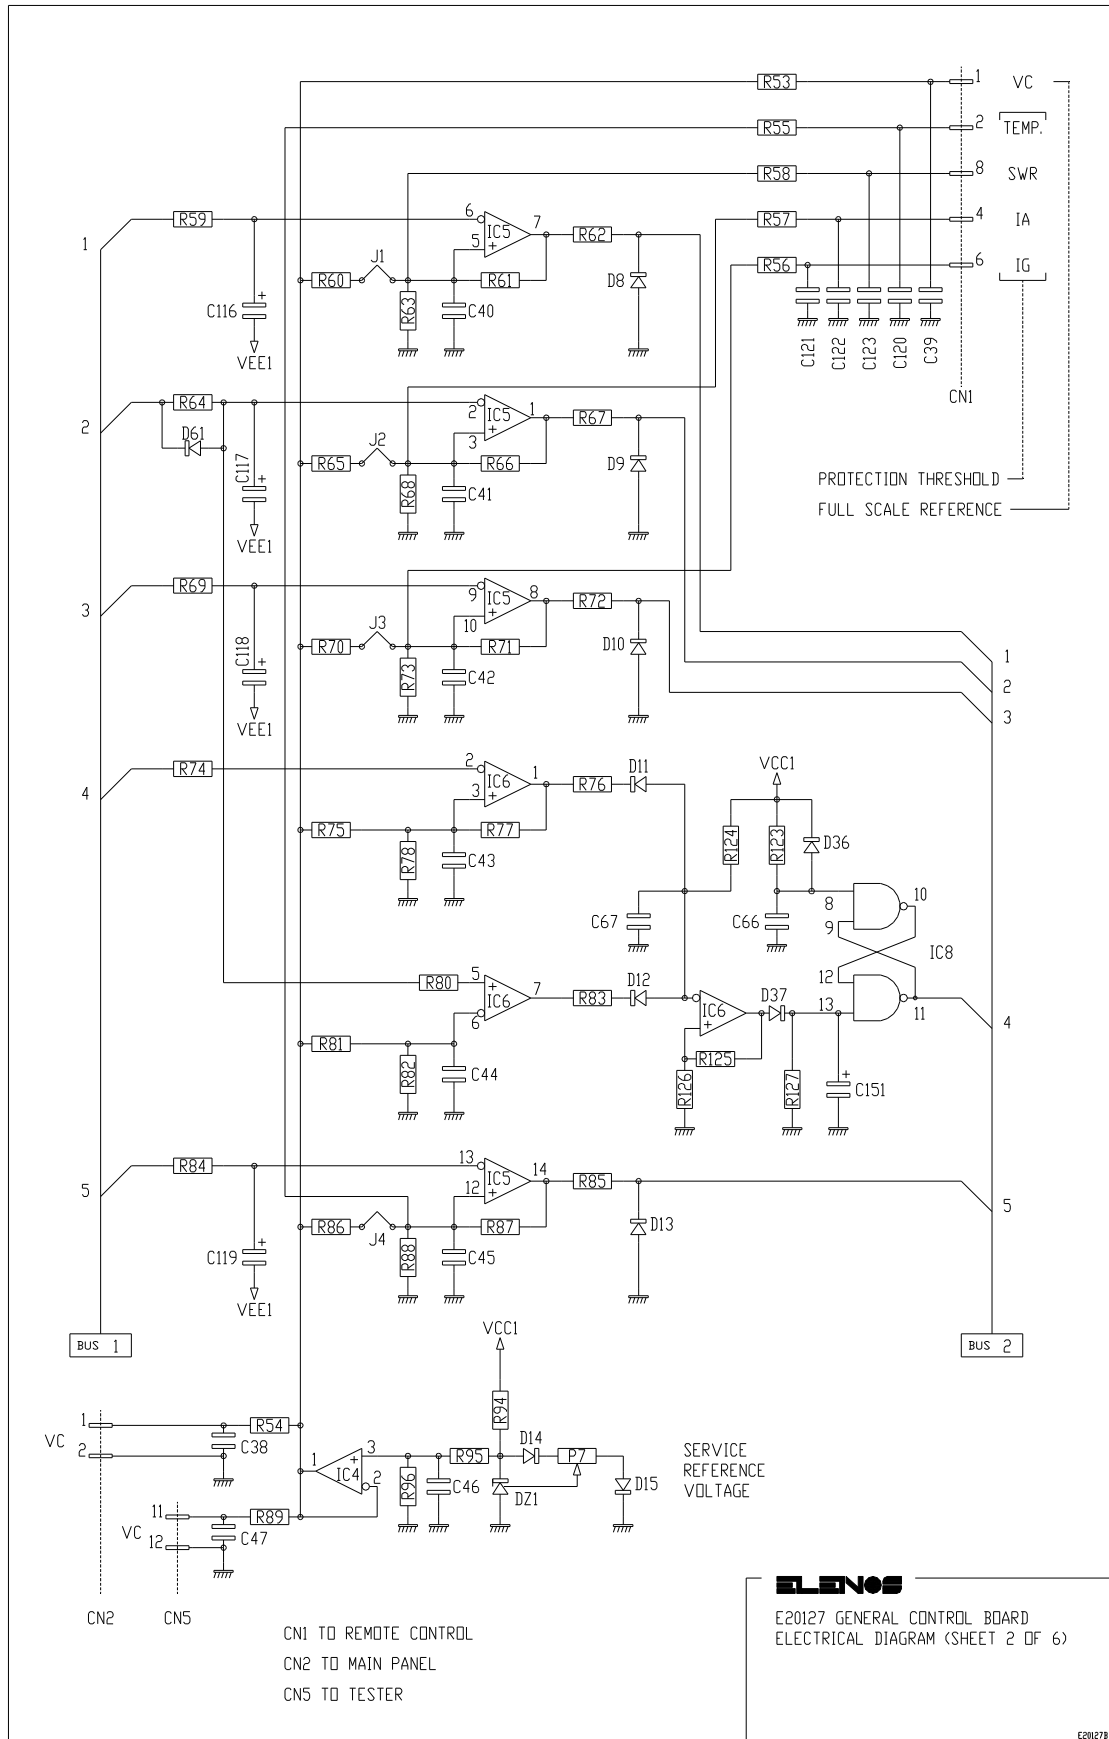 R53
1
VC
R55
2
TEMP.
R58
8
SWR
R59
6
7
R57
4
IA
IC5
R62
1
5
+
J1
R56
6
IG
R60
R61
D8
C116
+
R63
C40
VEE1
C121
C122
C123
C120
C39
CN1
R64
2
1
IC5
R67
2
D61
3
+
J2
R65
R66
D9
C117
+
R68
C41
PROTECTION THRESHOLD
FULL SCALE REFERENCE
VEE1
R69
9
8
IC5
R72
3
10
+
J3
R70
R71
D10
C118
+
R73
C42
1
2
3
VEE1
R74
2
1
D11
VCC1
IC6
R76
4
3
+
R75
R77
R124
R123
D36
R78
C43
8
10
C67
C66
9
IC8
R80
5
+
7
D12
12
IC6
R83
6
IC6
D37
13
11
4
+
R81
R125
R82
C44
R126
R127
+
C151
R84
13
14
IC5
R85
5
12
+
5
R86
J4
R87
D13
C119
+
R88
C45
VEE1
BUS 1
VCC1
BUS 2
R94
1
R54
D14
VC
2
C38
1
3
+
IC4
2
R95
P7
SERVICE
REFERENCE
VOLTAGE
R96
C46
DZ1
D15
11
R89
VC
12
C47
CN2
CN5
ELENOS
E20127 GENERAL CONTROL BOARD
ELECTRICAL DIAGRAM (SHEET 2 OF 6)
CN1 TO REMOTE CONTROL
CN2 TO MAIN PANEL
CN5 TO TESTER
E20127B